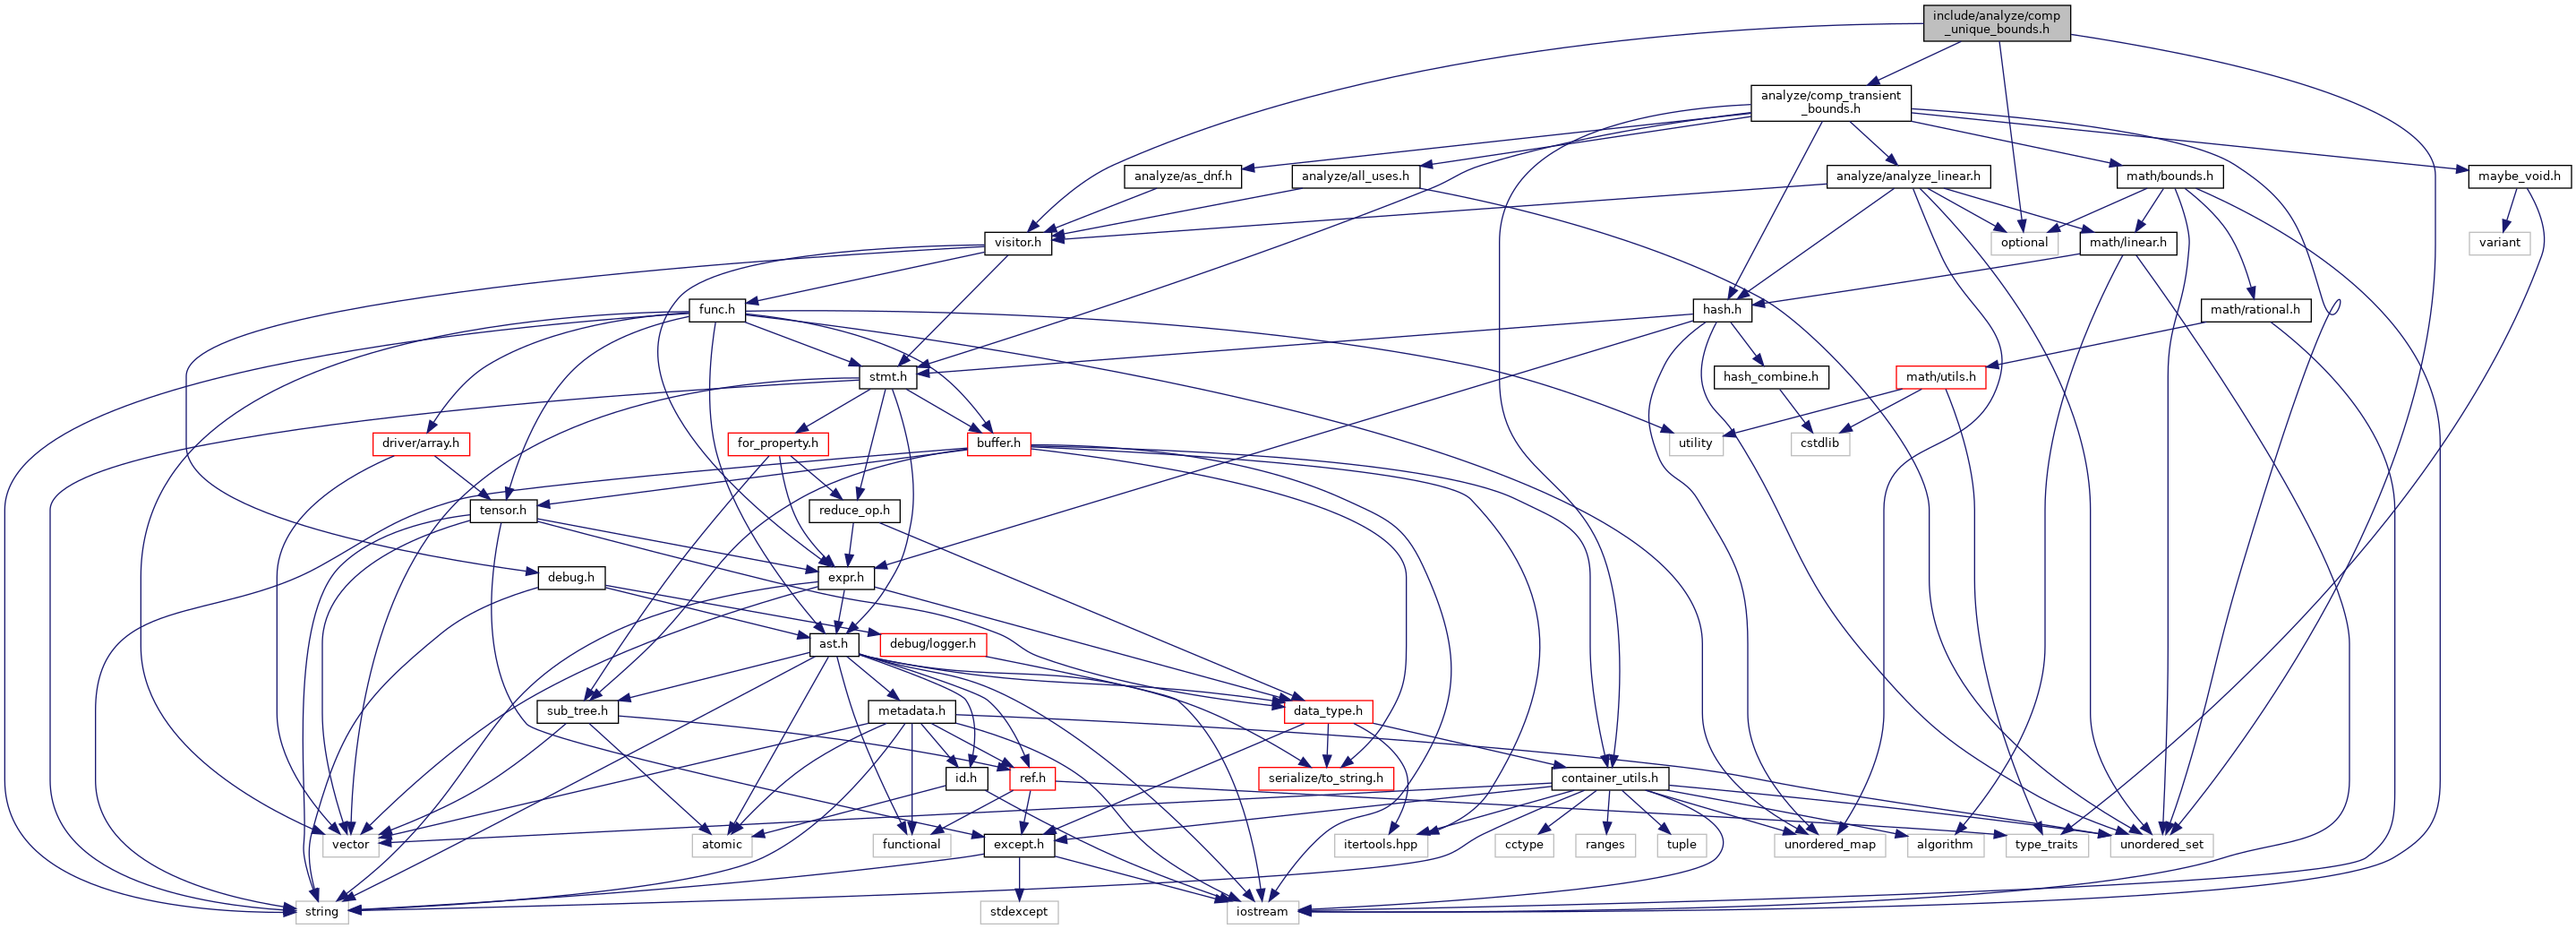 include/analyze/comp
_unique_bounds.h
analyze/comp_transient
_bounds.h
analyze/as_dnf.h
analyze/all_uses.h
analyze/analyze_linear.h
math/bounds.h
maybe_void.h
visitor.h
optional
math/linear.h
variant
func.h
hash.h
math/rational.h
stmt.h
hash_combine.h
math/utils.h
driver/array.h
for_property.h
buffer.h
utility
cstdlib
tensor.h
reduce_op.h
debug.h
expr.h
ast.h
debug/logger.h
sub_tree.h
metadata.h
data_type.h
id.h
ref.h
serialize/to_string.h
container_utils.h
vector
atomic
functional
except.h
itertools.hpp
cctype
ranges
tuple
unordered_map
algorithm
type_traits
unordered_set
string
stdexcept
iostream